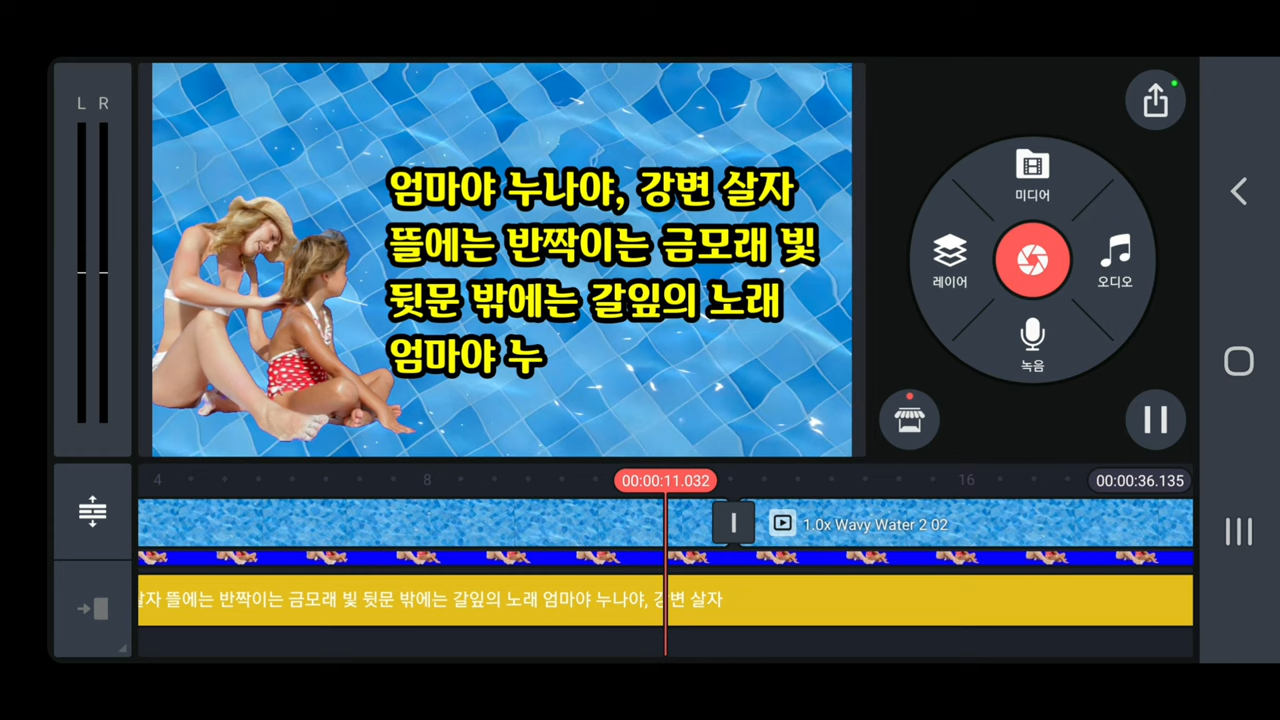 L R
엄마야 누나야, 강변 살자
뜰에는 반짝이는 금모래 빛
뒷문 밖에는 갈잎의 노래
엄마야 누
미디어
레이어
오디오
녹음
4
8
00:00:11.032
16
00:00:36.135
1.0x Wavy Water 2 02
살자 뜰에는 반짝이는 금모래 빛 뒷문 밖에는 갈잎의 노래 엄마야 누나야, 강변 살자